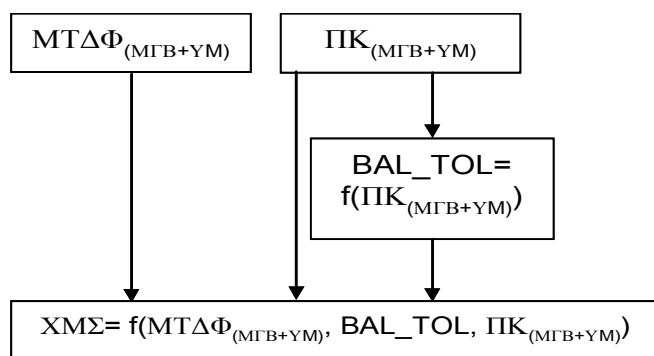 ΜΤΔΦ(ΜΓΒ+ΥΜ)
ΠΚ(ΜΓΒ+ΥΜ)
BAL_TOL=
f(ΠΚ(ΜΓΒ+ΥΜ))
ΧΜΣ= f(ΜΤΔΦ(ΜΓΒ+ΥΜ), BAL_TOL, ΠΚ(ΜΓΒ+ΥΜ))